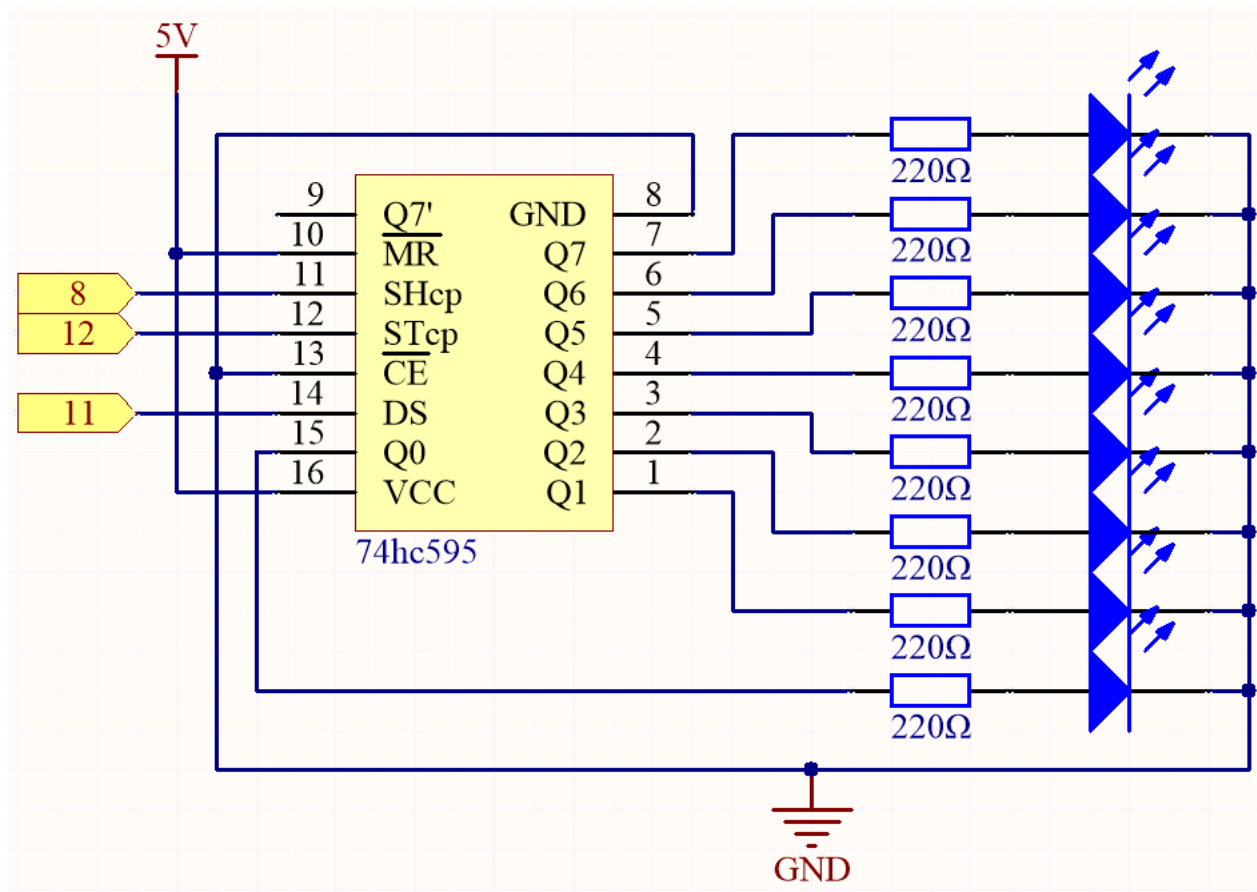 5V
9 Q7' GND 8
10 MR Q7 7
8 11 SHcp Q6 6
12 12 STcp Q5 5
13 CE Q4 4
11 14 DS Q3 3
15 Q0 Q2 2
16 VCC Q1 1
74hc595
220Ω
220Ω
220Ω
220Ω
220Ω
220Ω
220Ω
220Ω
GND